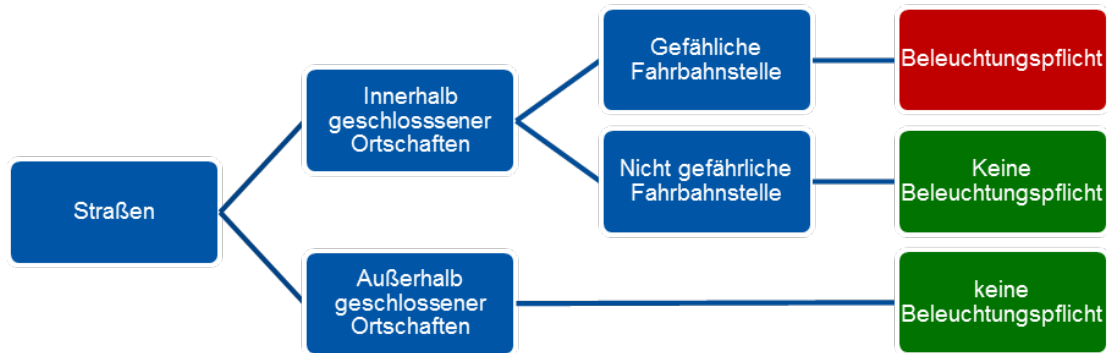 Straßen
Innerhalb
geschlosssener
Ortschaften
Gefähliche
Fahrbahnstelle
Beleuchtungspflicht
Nicht gefährliche
Fahrbahnstelle
Keine
Beleuchtungspflicht
Außerhalb
geschlossener
Ortschaften
keine
Beleuchtungspflicht